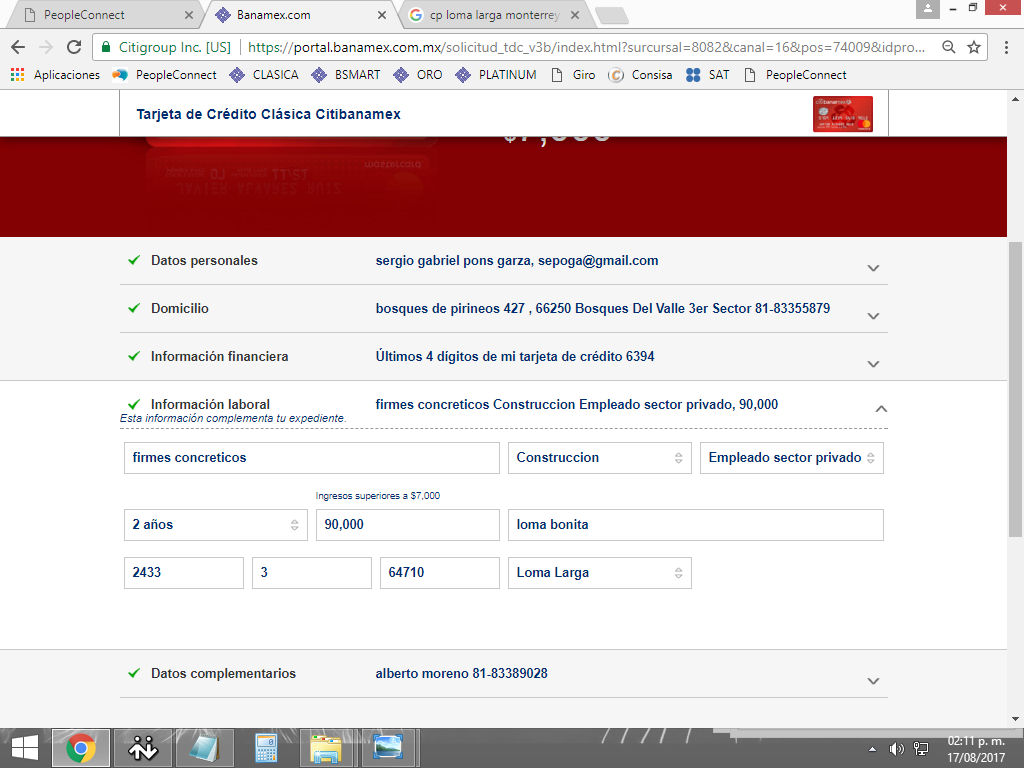 PeopleConnect
Banamex.com
cp loma larga monterrey
Citigroup Inc. [US]
https://portal.banamex.com.mx/solicitud_tdc_v3b/index.html?surcursal=8082&canal=16&pos=74009&idpro...
Aplicaciones PeopleConnect CLASICA BSMART ORO PLATINUM Giro Consisa SAT PeopleConnect
Tarjeta de Crédito Clásica Citibanamex
$7,000
Datos personales sergio gabriel pons garza, sepoga@gmail.com
Domicilio bosques de pirineos 427 , 66250 Bosques Del Valle 3er Sector 81-83355879
Información financiera Últimos 4 dígitos de mi tarjeta de crédito 6394
Información laboral firmes concreticos Construccion Empleado sector privado, 90,000
Esta información complementa tu expediente.
firmes concreticos Construccion Empleado sector privado
Ingresos superiores a $7,000
2 años 90,000 loma bonita
2433 3 64710 Loma Larga
Datos complementarios alberto moreno 81-83389028
02:11 p. m.
17/08/2017